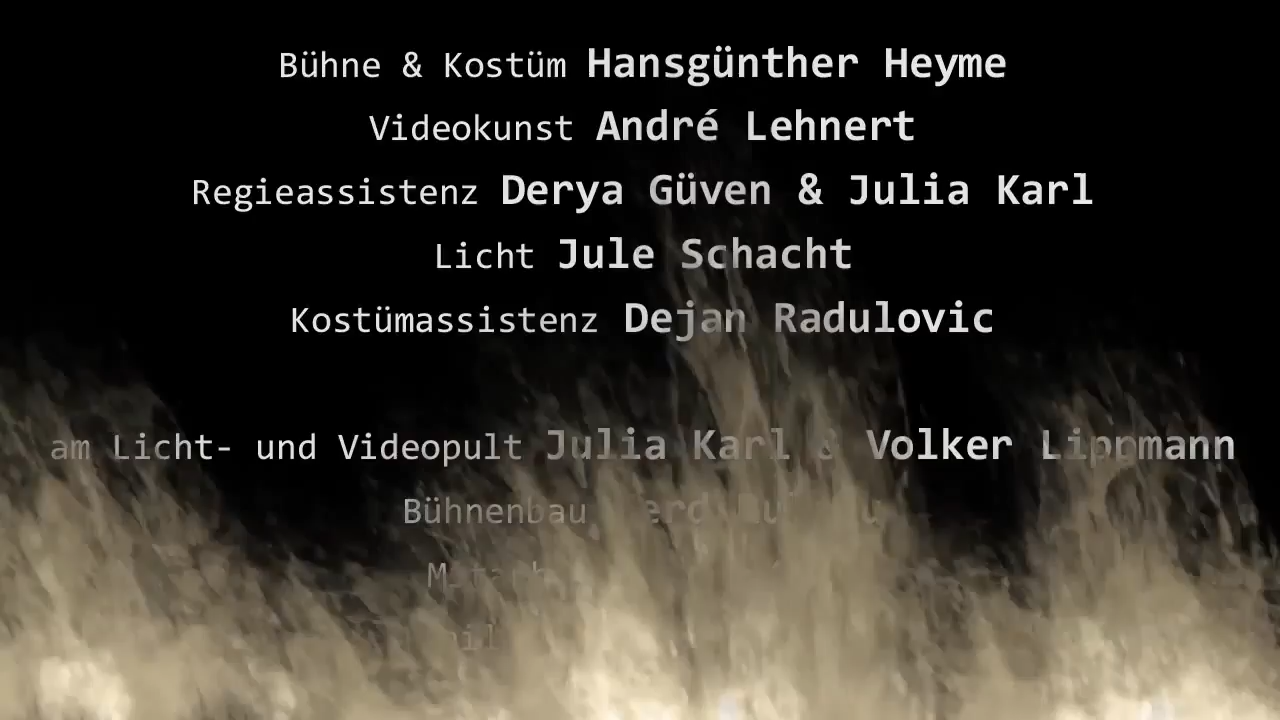 Bühne & Kostüm Hansgünther Heyme
Videokunst André Lehnert
Regieassistenz Derya Güven & Julia Karl
Licht Jule Schacht
Kostümassistenz Dejan Radulovic
am Licht- und Videopult Julia Karl & Volker Lippmann
Bühnenbau